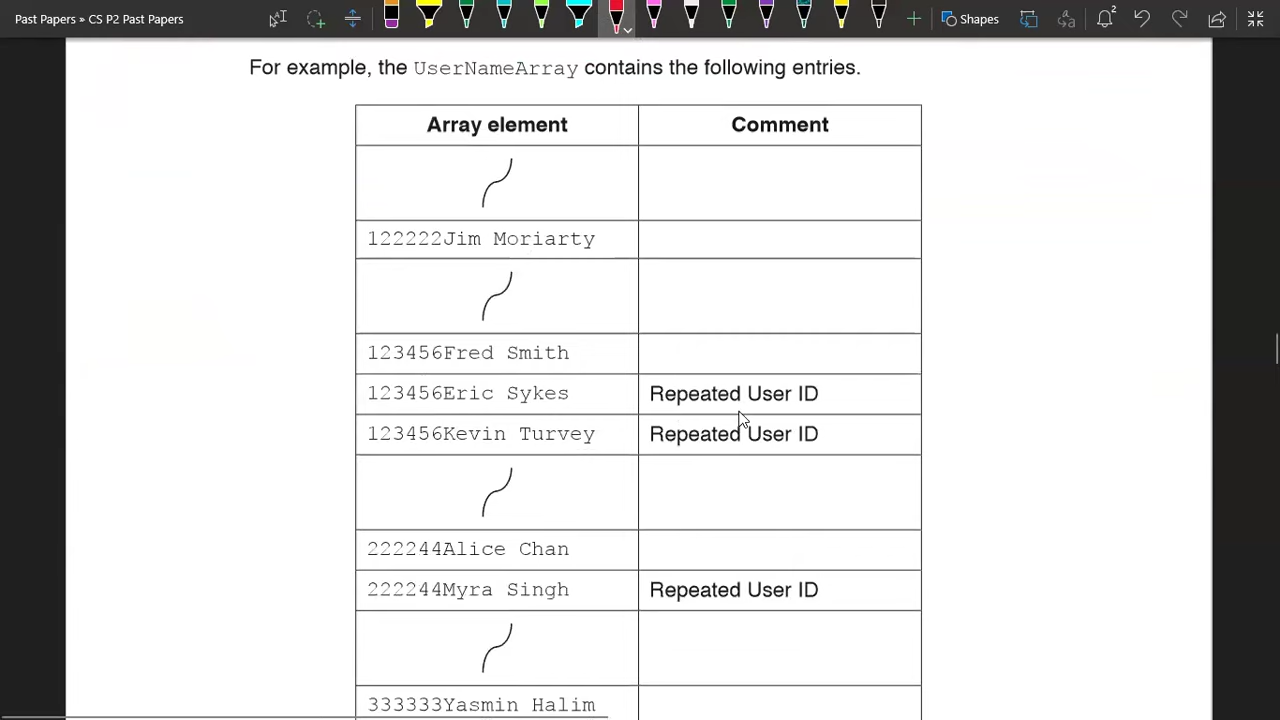 Past Papers » CS P2 Past Papers
Shapes
2
For example, the UserNameArray contains the following entries.
Array element Comment
122222Jim Moriarty
123456Fred Smith
123456Eric Sykes Repeated User ID
123456Kevin Turvey Repeated User ID
222244Alice Chan
222244Myra Singh Repeated User ID
333333Yasmin Halim